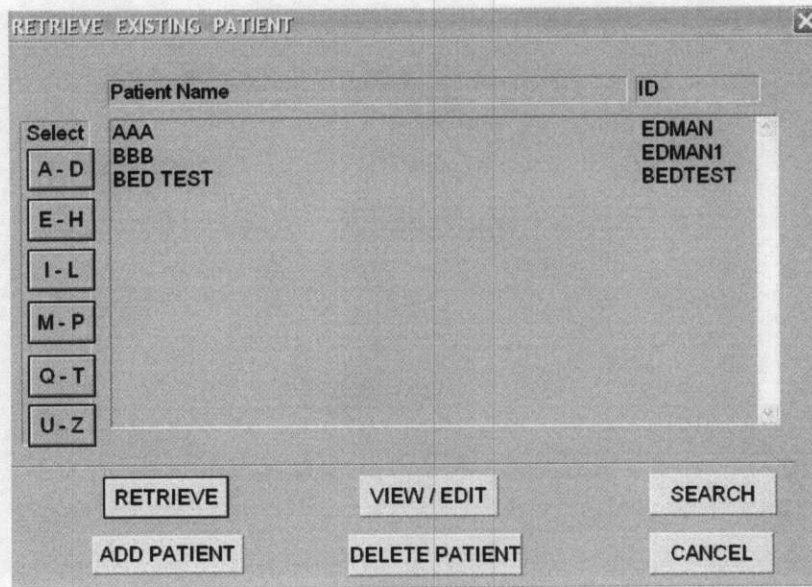 RETRIEVE EXISTING PATIENT
Patient Name ID
Select
AAA EDMAN
BBB EDMAN1
BED TEST BEDTEST
A - D
E - H
I - L
M - P
Q - T
U - Z
RETRIEVE VIEW / EDIT SEARCH
ADD PATIENT DELETE PATIENT CANCEL